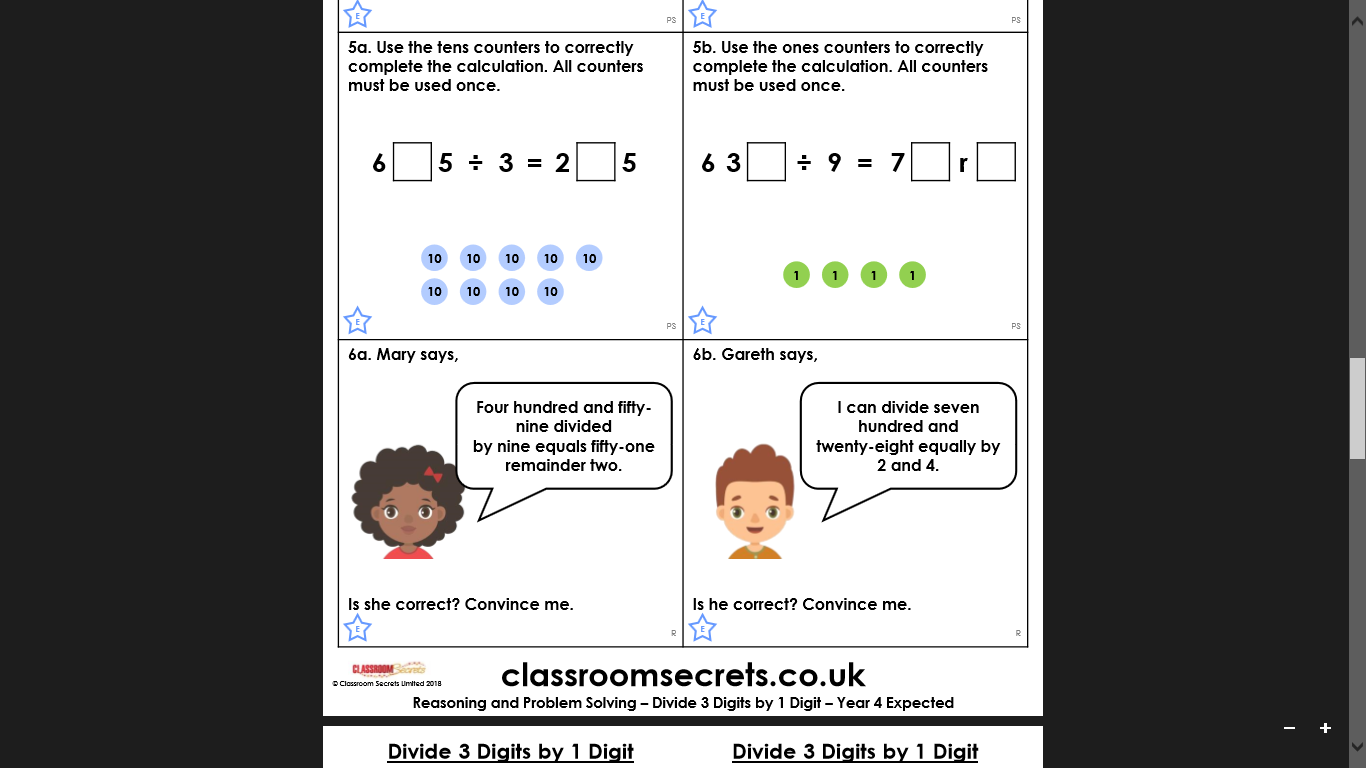 E
PS
E
PS
5a. Use the tens counters to correctly
complete the calculation. All counters
must be used once.
6 5 ÷ 3 = 2 5
10 10 10 10 10
10 10 10 10
E
PS
5b. Use the ones counters to correctly
complete the calculation. All counters
must be used once.
6 3 ÷ 9 = 7 r
1 1 1 1
E
PS
6a. Mary says,
Four hundred and fifty-
nine divided
by nine equals fifty-one
remainder two.
Is she correct? Convince me.
E
R
6b. Gareth says,
I can divide seven
hundred and
twenty-eight equally by
2 and 4.
Is he correct? Convince me.
E
R
CLASSROOM Secrets
© Classroom Secrets Limited 2018
classroomsecrets.co.uk
Reasoning and Problem Solving – Divide 3 Digits by 1 Digit – Year 4 Expected
Divide 3 Digits by 1 Digit
Divide 3 Digits by 1 Digit